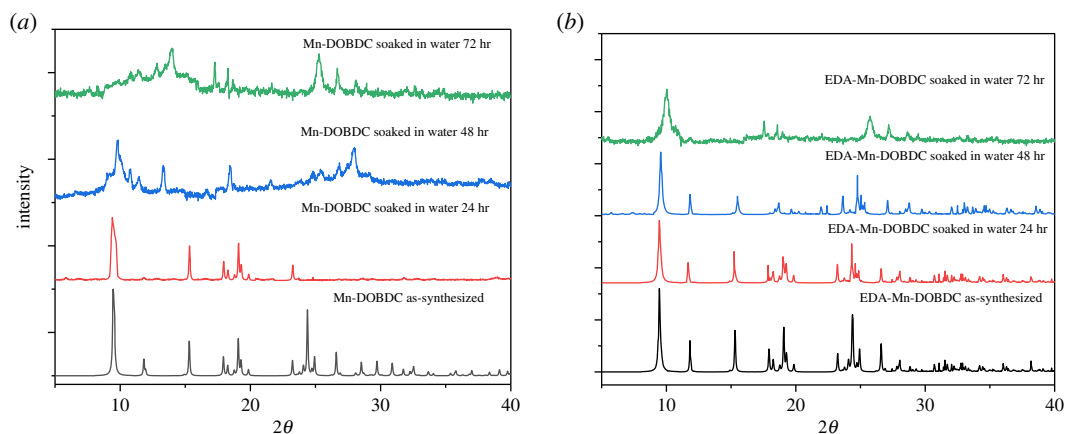 (a)
Mn-DOBDC soaked in water 72 hr
Mn-DOBDC soaked in water 48 hr
Mn-DOBDC soaked in water 24 hr
Mn-DOBDC as-synthesized
intensity
10 20 30 40
2θ
(b)
EDA-Mn-DOBDC soaked in water 72 hr
EDA-Mn-DOBDC soaked in water 48 hr
EDA-Mn-DOBDC soaked in water 24 hr
EDA-Mn-DOBDC as-synthesized
10 20 30 40
2θ